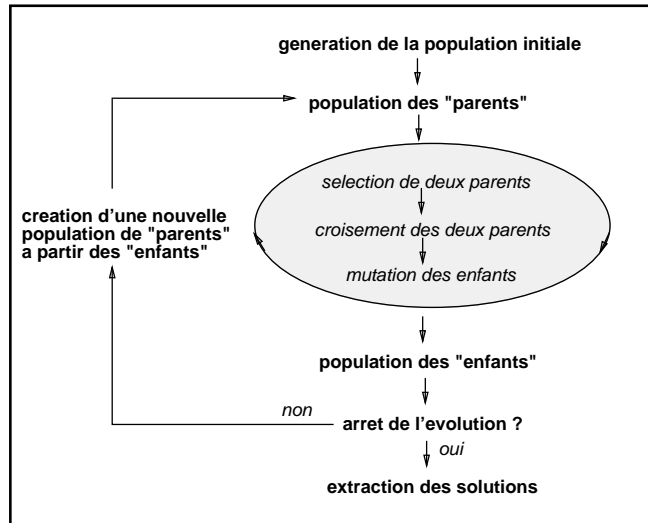 generation de la population initiale
population des "parents"
selection de deux parents
croisement des deux parents
mutation des enfants
creation d'une nouvelle
population de "parents"
a partir des "enfants"
population des "enfants"
non
arret de l'evolution ?
oui
extraction des solutions